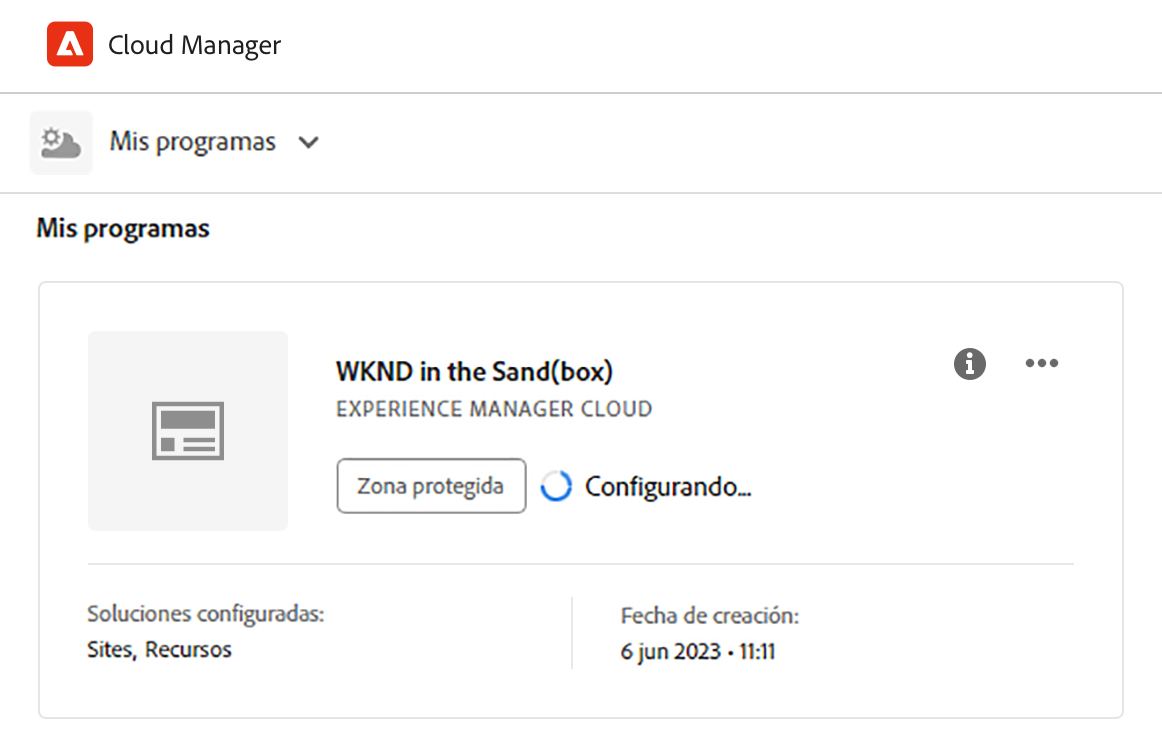 Cloud Manager
Mis programas
Mis programas
WKND in the Sand(box)
EXPERIENCE MANAGER CLOUD
Zona protegida
Configurando...
Soluciones configuradas:
Sites, Recursos
Fecha de creación:
6 jun 2023 • 11:11